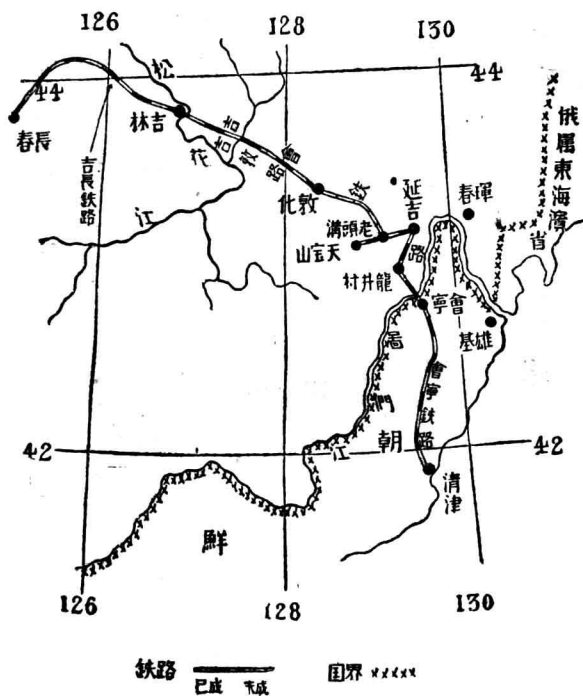 126
128
130
44
44
松花江
吉林
長春
吉長鉄路
吉敦路
吉會鉄路
敦化
延吉
老頭溝
天宝山
龍井村
琿春
俄屬東海濱省
會寧
雄基
圖們江
會寧鉄路
朝鮮
清津
42
42
126
128
130
鉄路
已成 未成
国界